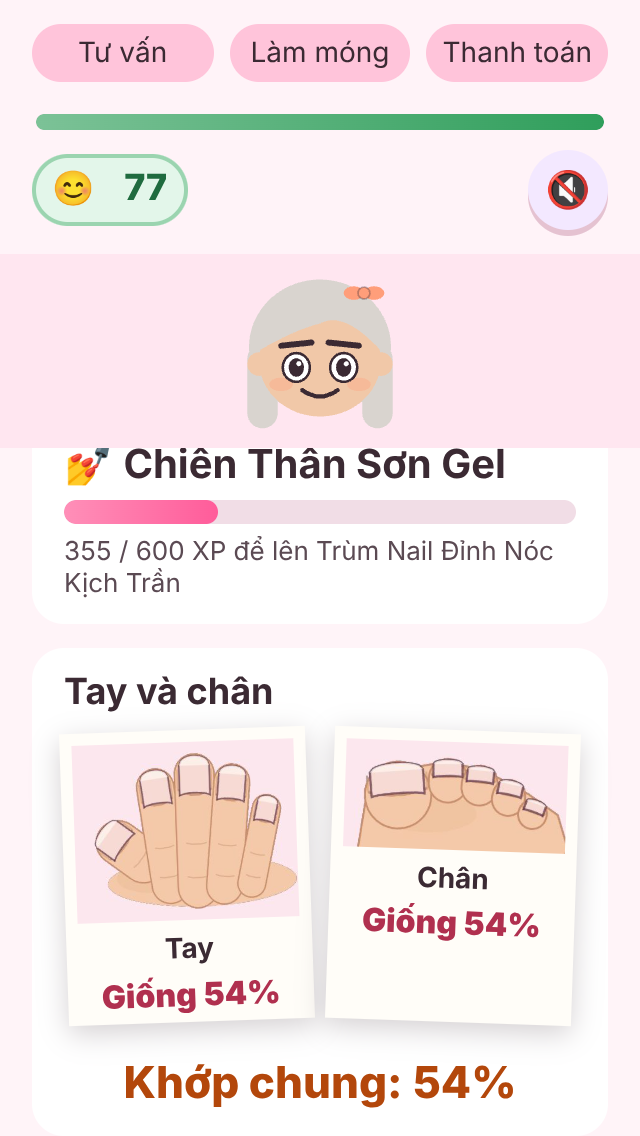 Tư vấn
Làm móng
Thanh toán
😊 77
💅 Chiến Thân Sơn Gel
355 / 600 XP để lên Trùm Nail Đỉnh Nóc
Kịch Trần
Tay và chân
Tay
Giống 54%
Chân
Giống 54%
Khớp chung: 54%